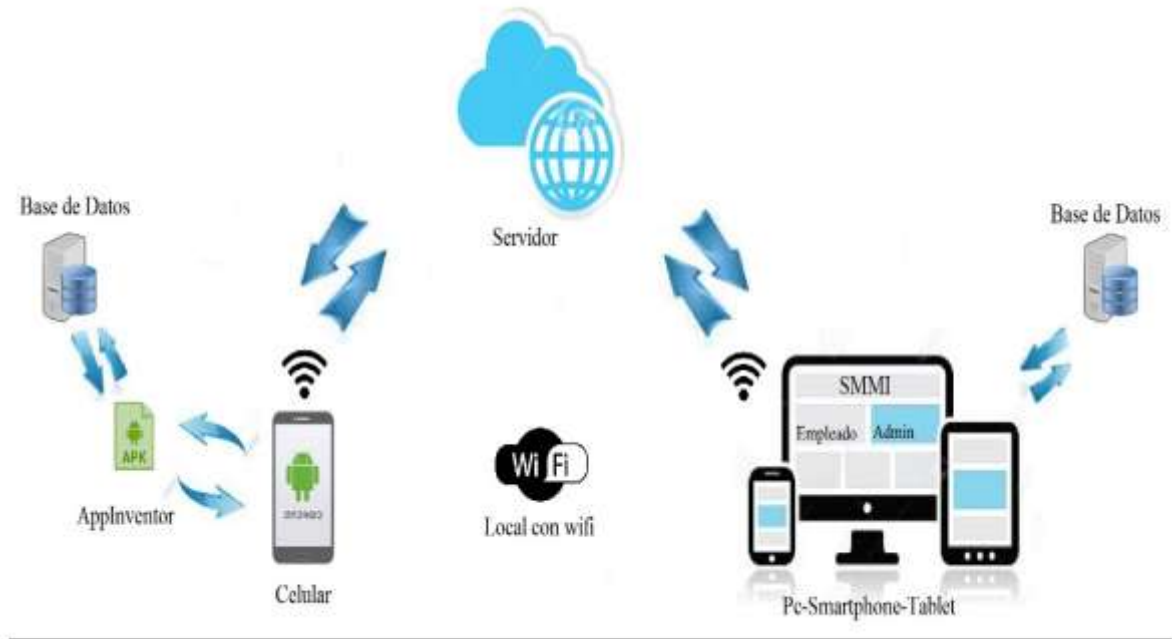 Servidor
Base de Datos
Base de Datos
SMMI
Empleado Admin
APK
AppInventor
Wi Fi
Local con wifi
Celular
Pc-Smartphone-Tablet